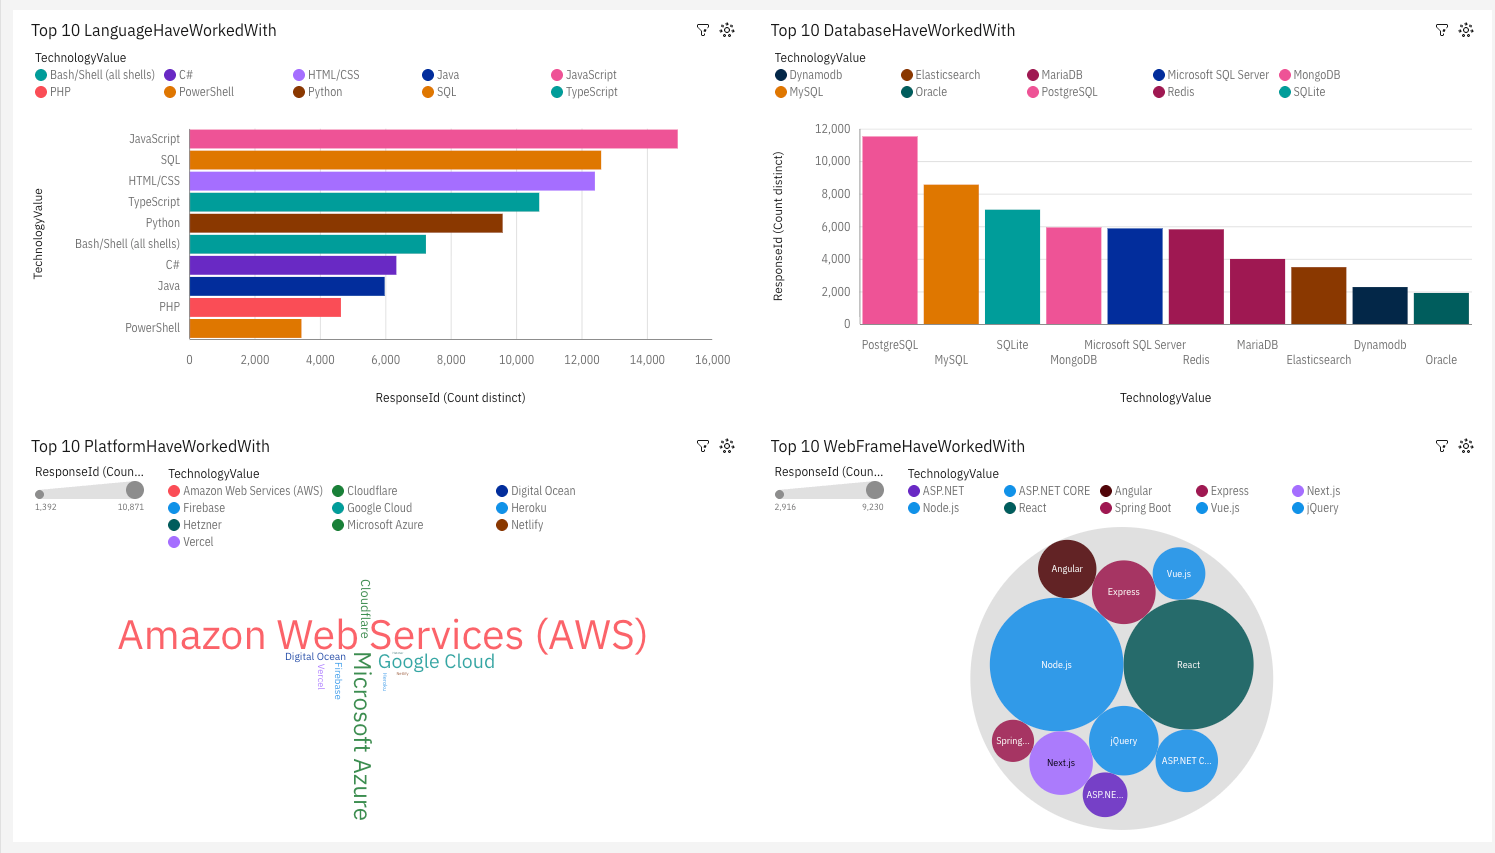 Top 10 LanguageHaveWorkedWith
TechnologyValue
Bash/Shell (all shells) C# HTML/CSS Java JavaScript
PHP PowerShell Python SQL TypeScript
TechnologyValue
JavaScript
SQL
HTML/CSS
TypeScript
Python
Bash/Shell (all shells)
C#
Java
PHP
PowerShell
0 2,000 4,000 6,000 8,000 10,000 12,000 14,000 16,000
ResponseId (Count distinct)
Top 10 DatabaseHaveWorkedWith
TechnologyValue
Dynamodb Elasticsearch MariaDB Microsoft SQL Server MongoDB
MySQL Oracle PostgreSQL Redis SQLite
ResponseId (Count distinct)
12,000
10,000
8,000
6,000
4,000
2,000
0
PostgreSQL SQLite Microsoft SQL Server MariaDB Dynamodb
MySQL MongoDB Redis Elasticsearch Oracle
TechnologyValue
Top 10 PlatformHaveWorkedWith
ResponseId (Coun...
1,392 10,871
TechnologyValue
Amazon Web Services (AWS) Cloudflare Digital Ocean
Firebase Google Cloud Heroku
Hetzner Microsoft Azure Netlify
Vercel
Cloudflare
Amazon Web Services (AWS)
Digital Ocean
Google Cloud
Vercel
Firebase
Microsoft Azure
Heroku
Netlify
Top 10 WebFrameHaveWorkedWith
ResponseId (Coun...
2,916 9,230
TechnologyValue
ASP.NET ASP.NET CORE Angular Express Next.js
Node.js React Spring Boot Vue.js jQuery
Angular
Vue.js
Express
Node.js
React
Spring...
jQuery
Next.js
ASP.NET C...
ASP.NE...